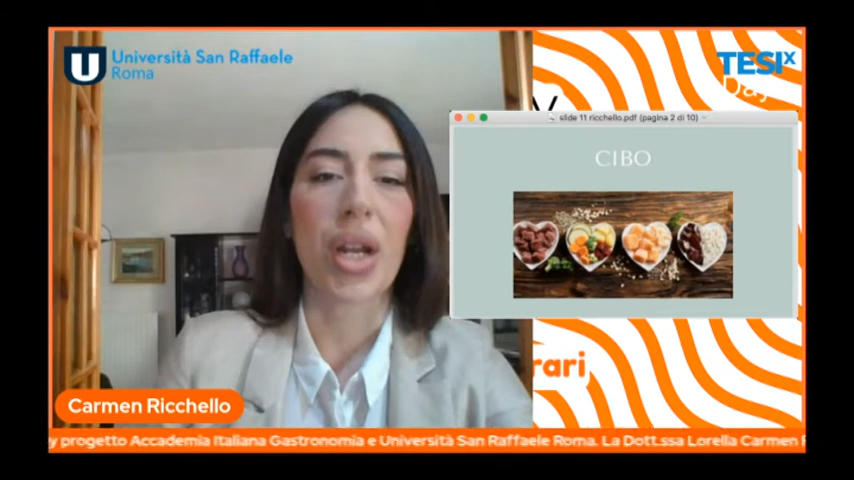 Università San Raffaele
Roma
TESIx
Day
slide 11 ricchello.pdf (pagina 2 di 10)
CIBO
rari
Carmen Ricchello
y progetto Accademia Italiana Gastronomia e Università San Raffaele Roma. La Dott.ssa Lorella Carmen